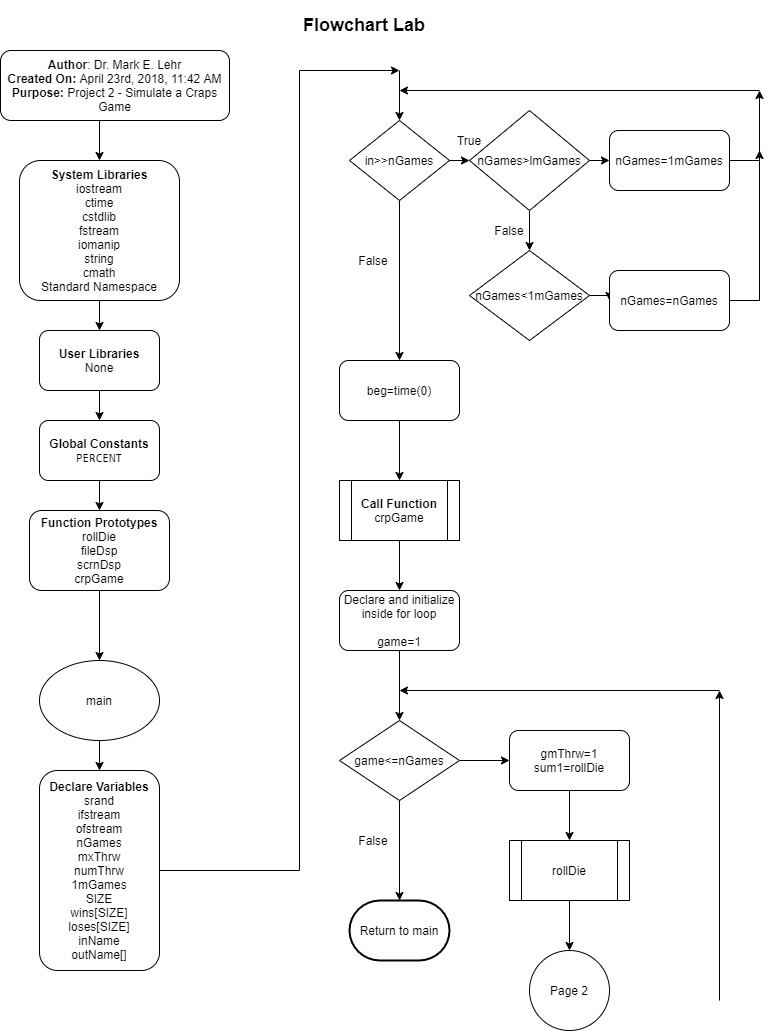 Flowchart Lab
Author: Dr. Mark E. Lehr
Created On: April 23rd, 2018, 11:42 AM
Purpose: Project 2 - Simulate a Craps
Game
System Libraries
iostream
ctime
cstdlib
fstream
iomanip
string
cmath
Standard Namespace
User Libraries
None
Global Constants
PERCENT
Function Prototypes
rollDie
fileDsp
scrnDsp
crpGame
main
Declare Variables
srand
ifstream
ofstream
nGames
mxThrw
numThrw
1mGames
SIZE
wins[SIZE]
loses[SIZE]
inName
outName[]
in>>nGames
True
nGames>lmGames
nGames=1mGames
False
nGames<1mGames
nGames=nGames
False
beg=time(0)
Call Function
crpGame
Declare and initialize
inside for loop
game=1
game<=nGames
gmThrw=1
sum1=rollDie
False
rollDie
Return to main
Page 2